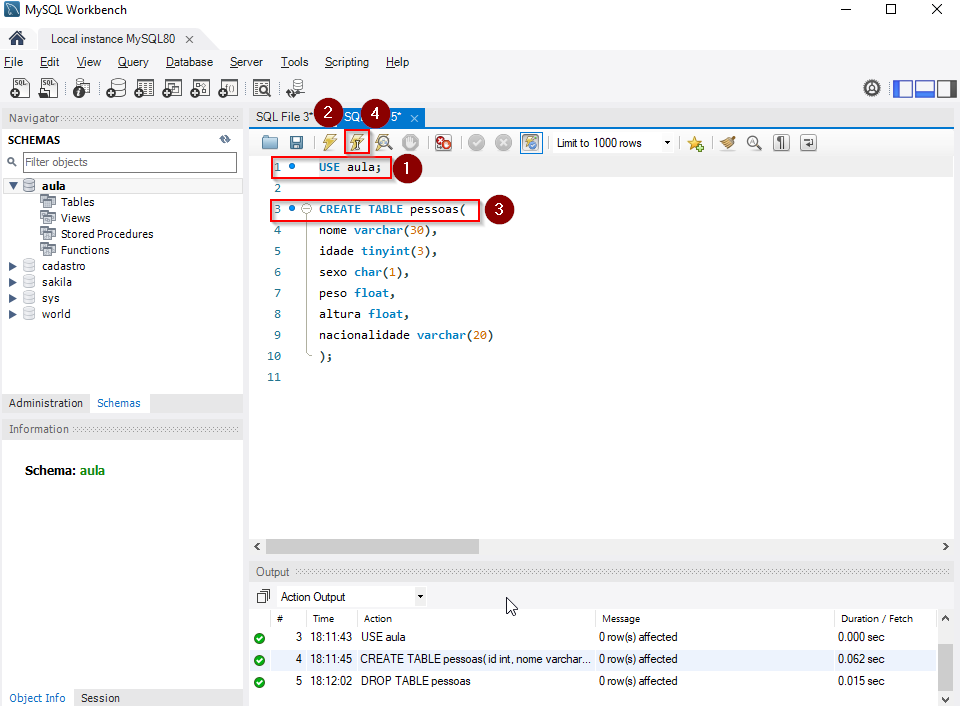 MySQL Workbench
Local instance MySQL80
File Edit View Query Database Server Tools Scripting Help
Navigator
SCHEMAS
Filter objects
aula
Tables
Views
Stored Procedures
Functions
cadastro
sakila
sys
world
Administration Schemas
Information
Schema: aula
Object Info Session
SQL File 3* 2 SQ 4 5*
Limit to 1000 rows
1 USE aula; 1
2
3 CREATE TABLE pessoas( 3
4 nome varchar(30),
5 idade tinyint(3),
6 sexo char(1),
7 peso float,
8 altura float,
9 nacionalidade varchar(20)
10 );
11
Output
Action Output
# Time Action Message Duration / Fetch
3 18:11:43 USE aula 0 row(s) affected 0.000 sec
4 18:11:45 CREATE TABLE pessoas( id int, nome varchar... 0 row(s) affected 0.062 sec
5 18:12:02 DROP TABLE pessoas 0 row(s) affected 0.015 sec